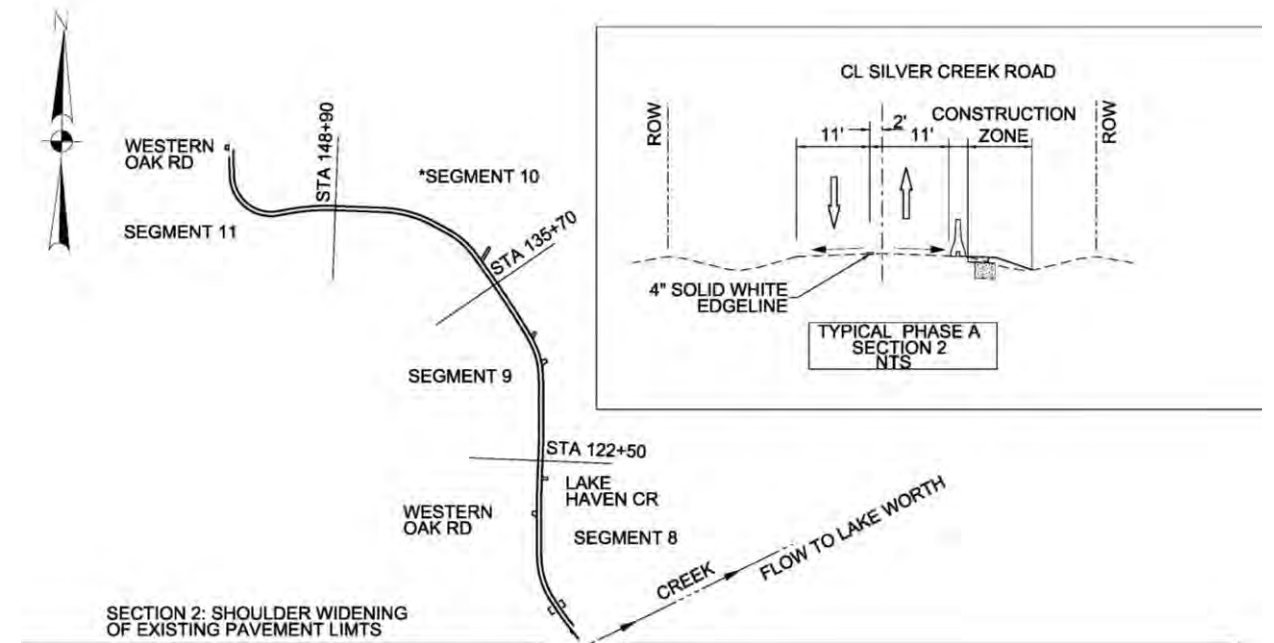 N
WESTERN
OAK RD
STA 148+90
*SEGMENT 10
SEGMENT 11
STA 135+70
SEGMENT 9
STA 122+50
LAKE
HAVEN CR
WESTERN
OAK RD
SEGMENT 8
CREEK
FLOW TO LAKE WORTH
SECTION 2: SHOULDER WIDENING
OF EXISTING PAVEMENT LIMTS
CL SILVER CREEK ROAD
ROW
CONSTRUCTION
ZONE
ROW
2'
11'
11'
4" SOLID WHITE
EDGELINE
TYPICAL PHASE A
SECTION 2
NTS